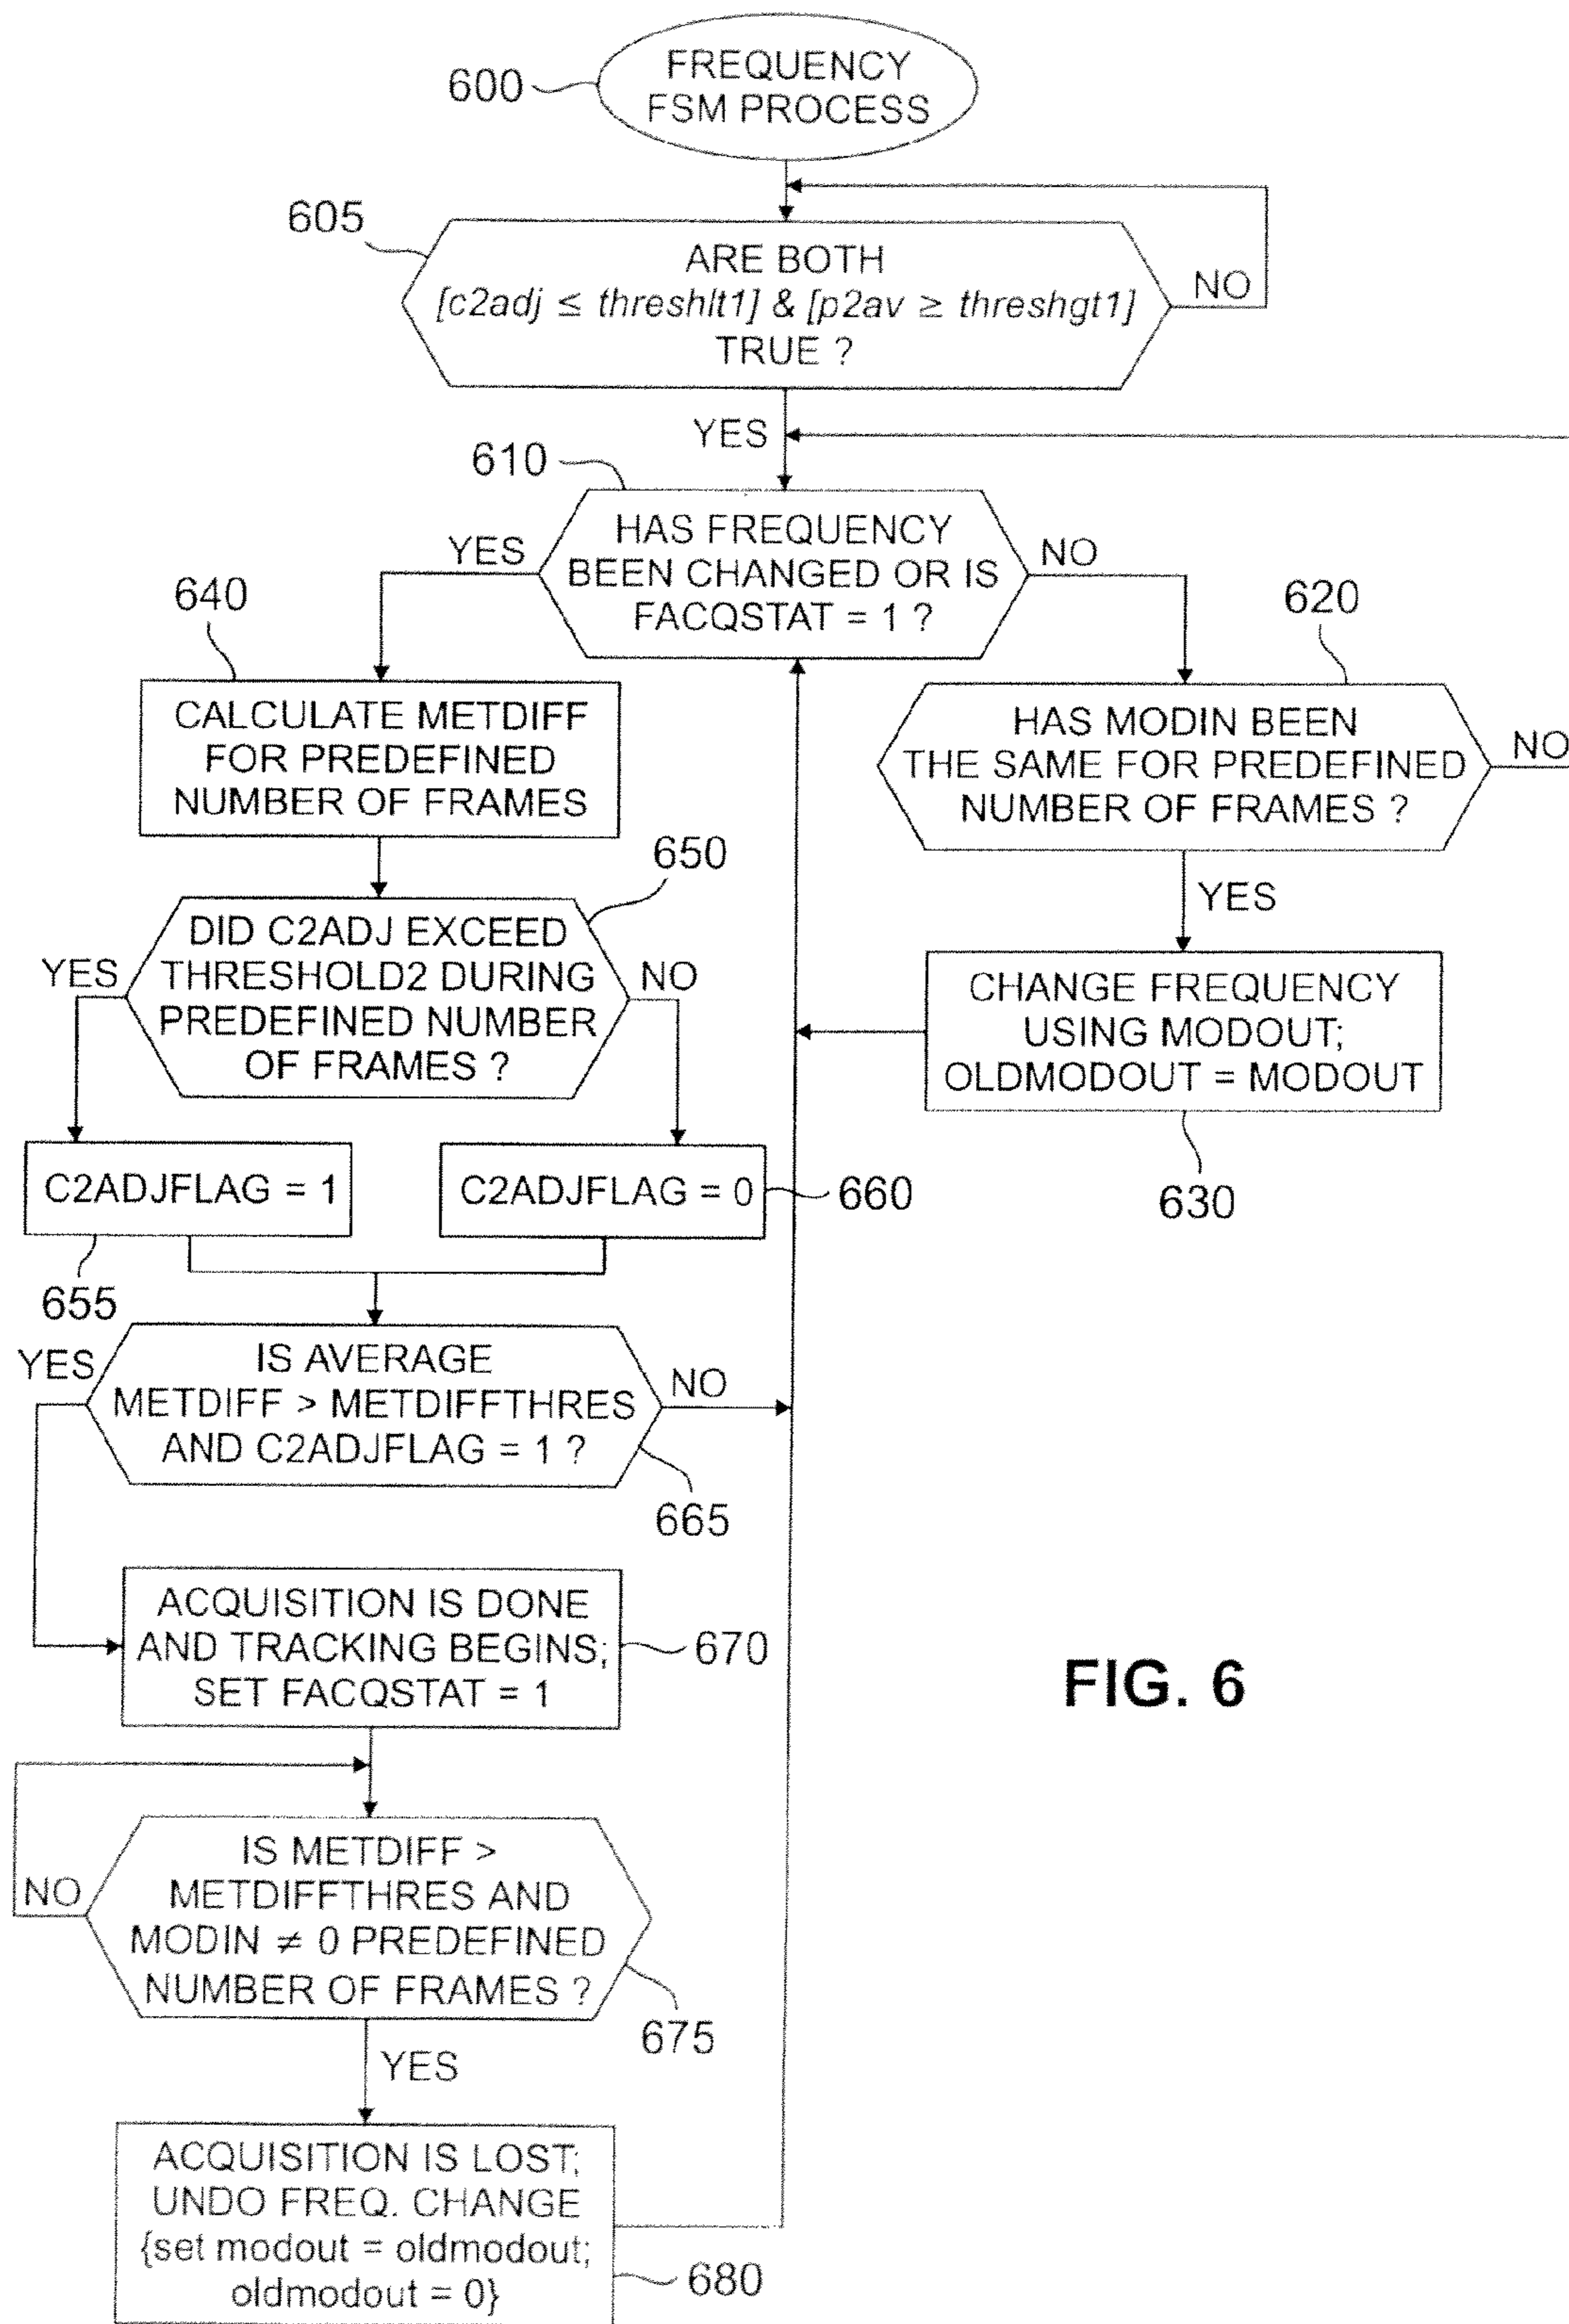 600
FREQUENCY
FSM PROCESS
605
ARE BOTH
[c2adj ≤ threshlt1] & [p2av ≥ threshgt1]
TRUE ?
NO
YES
610
HAS FREQUENCY
BEEN CHANGED OR IS
FACQSTAT = 1 ?
YES
NO
640
CALCULATE METDIFF
FOR PREDEFINED
NUMBER OF FRAMES
620
HAS MODIN BEEN
THE SAME FOR PREDEFINED
NUMBER OF FRAMES ?
NO
YES
650
DID C2ADJ EXCEED
THRESHOLD2 DURING
PREDEFINED NUMBER
OF FRAMES ?
YES
NO
CHANGE FREQUENCY
USING MODOUT;
OLDMODOUT = MODOUT
630
C2ADJFLAG = 1
655
C2ADJFLAG = 0
660
IS AVERAGE
METDIFF > METDIFFTHRES
AND C2ADJFLAG = 1 ?
YES
NO
665
ACQUISITION IS DONE
AND TRACKING BEGINS;
SET FACQSTAT = 1
670
FIG. 6
IS METDIFF >
METDIFFTHRES AND
MODIN ≠ 0 PREDEFINED
NUMBER OF FRAMES ?
NO
675
YES
ACQUISITION IS LOST;
UNDO FREQ. CHANGE
{set modout = oldmodout;
oldmodout = 0}
680